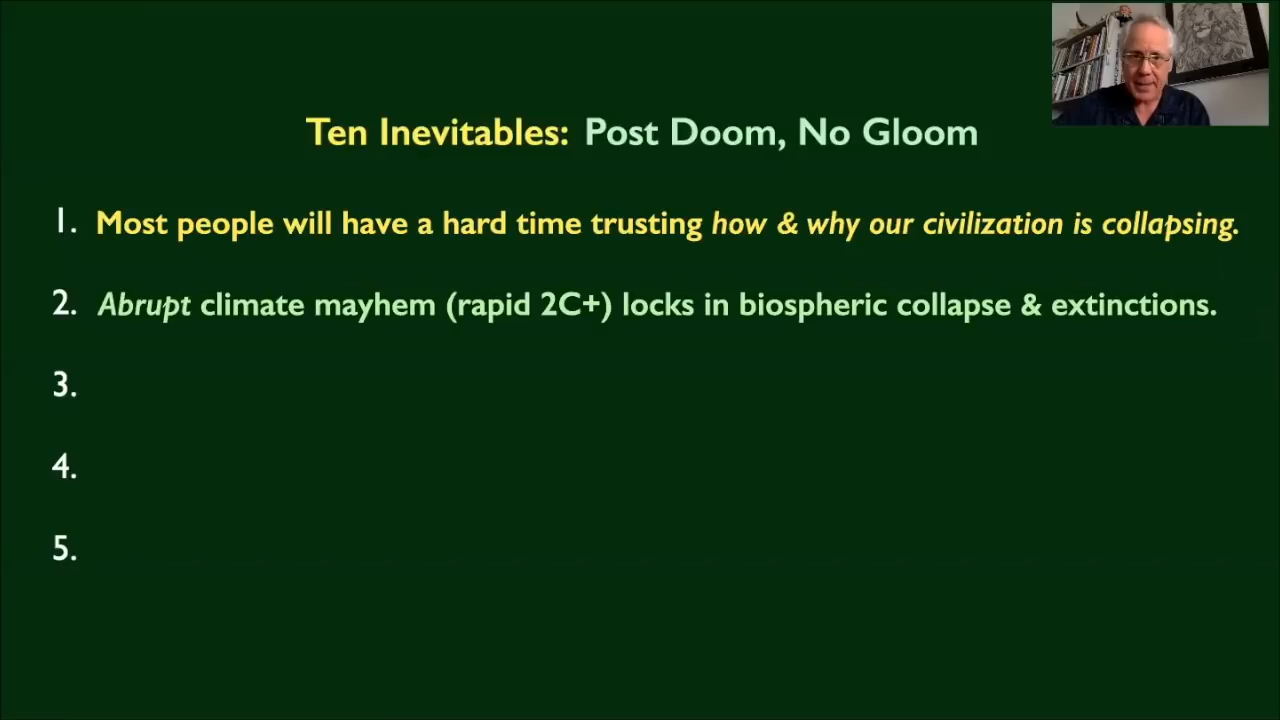 Ten Inevitables: Post Doom, No Gloom
1. Most people will have a hard time trusting how & why our civilization is collapsing.
2. Abrupt climate mayhem (rapid 2C+) locks in biospheric collapse & extinctions.
3.
4.
5.